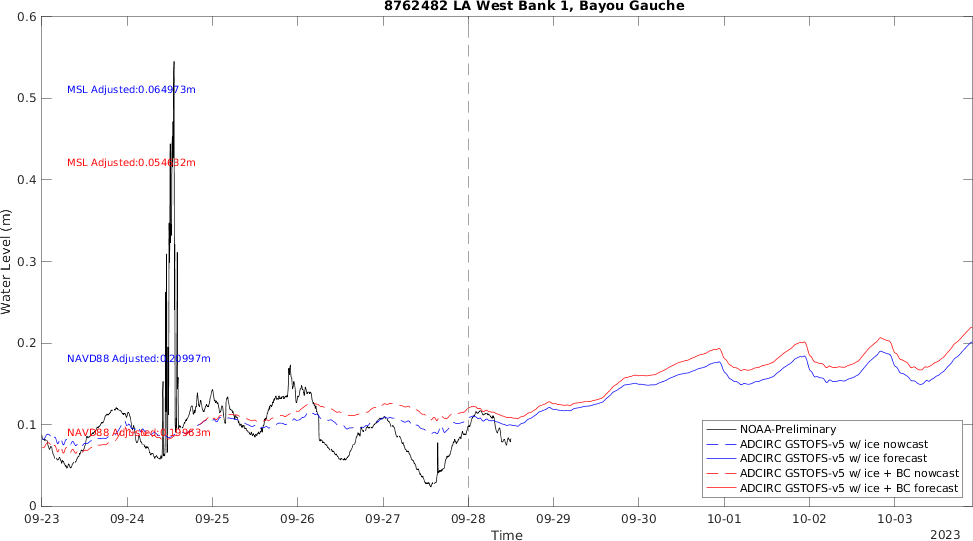 8762482 LA West Bank 1, Bayou Gauche
0.6
0.5
0.4
0.3
0.2
0.1
0
Water Level (m)
MSL Adjusted:0.064973m
MSL Adjusted:0.054632m
NAVD88 Adjusted:0.20997m
NAVD88 Adjusted:0.19963m
NOAA-Preliminary
ADCIRC GSTOFS-v5 w/ ice nowcast
ADCIRC GSTOFS-v5 w/ ice forecast
ADCIRC GSTOFS-v5 w/ ice + BC nowcast
ADCIRC GSTOFS-v5 w/ ice + BC forecast
09-23
09-24
09-25
09-26
09-27
09-28
09-29
09-30
10-01
10-02
10-03
Time
2023